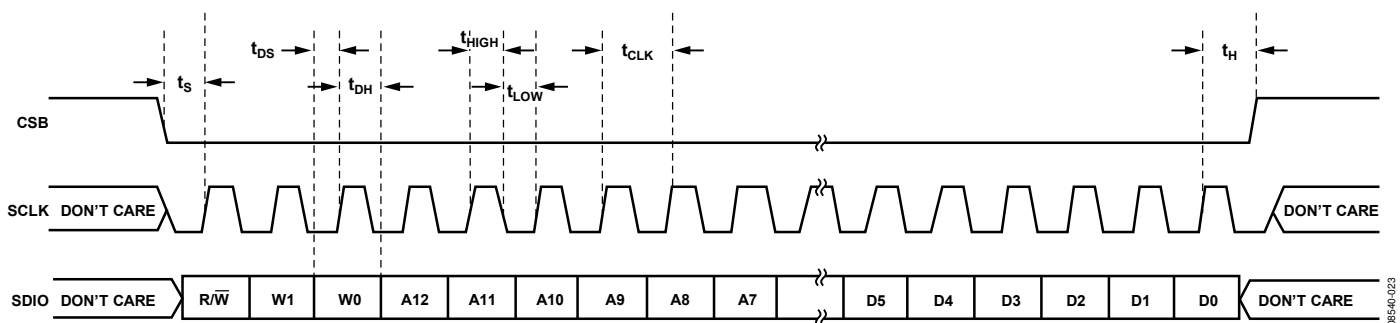 tDS
tHIGH
tCLK
tH
tS
tDH
tLOW
CSB
SCLK DON'T CARE DON'T CARE
SDIO DON'T CARE R/W̅ W1 W0 A12 A11 A10 A9 A8 A7 D5 D4 D3 D2 D1 D0 DON'T CARE
08540-023